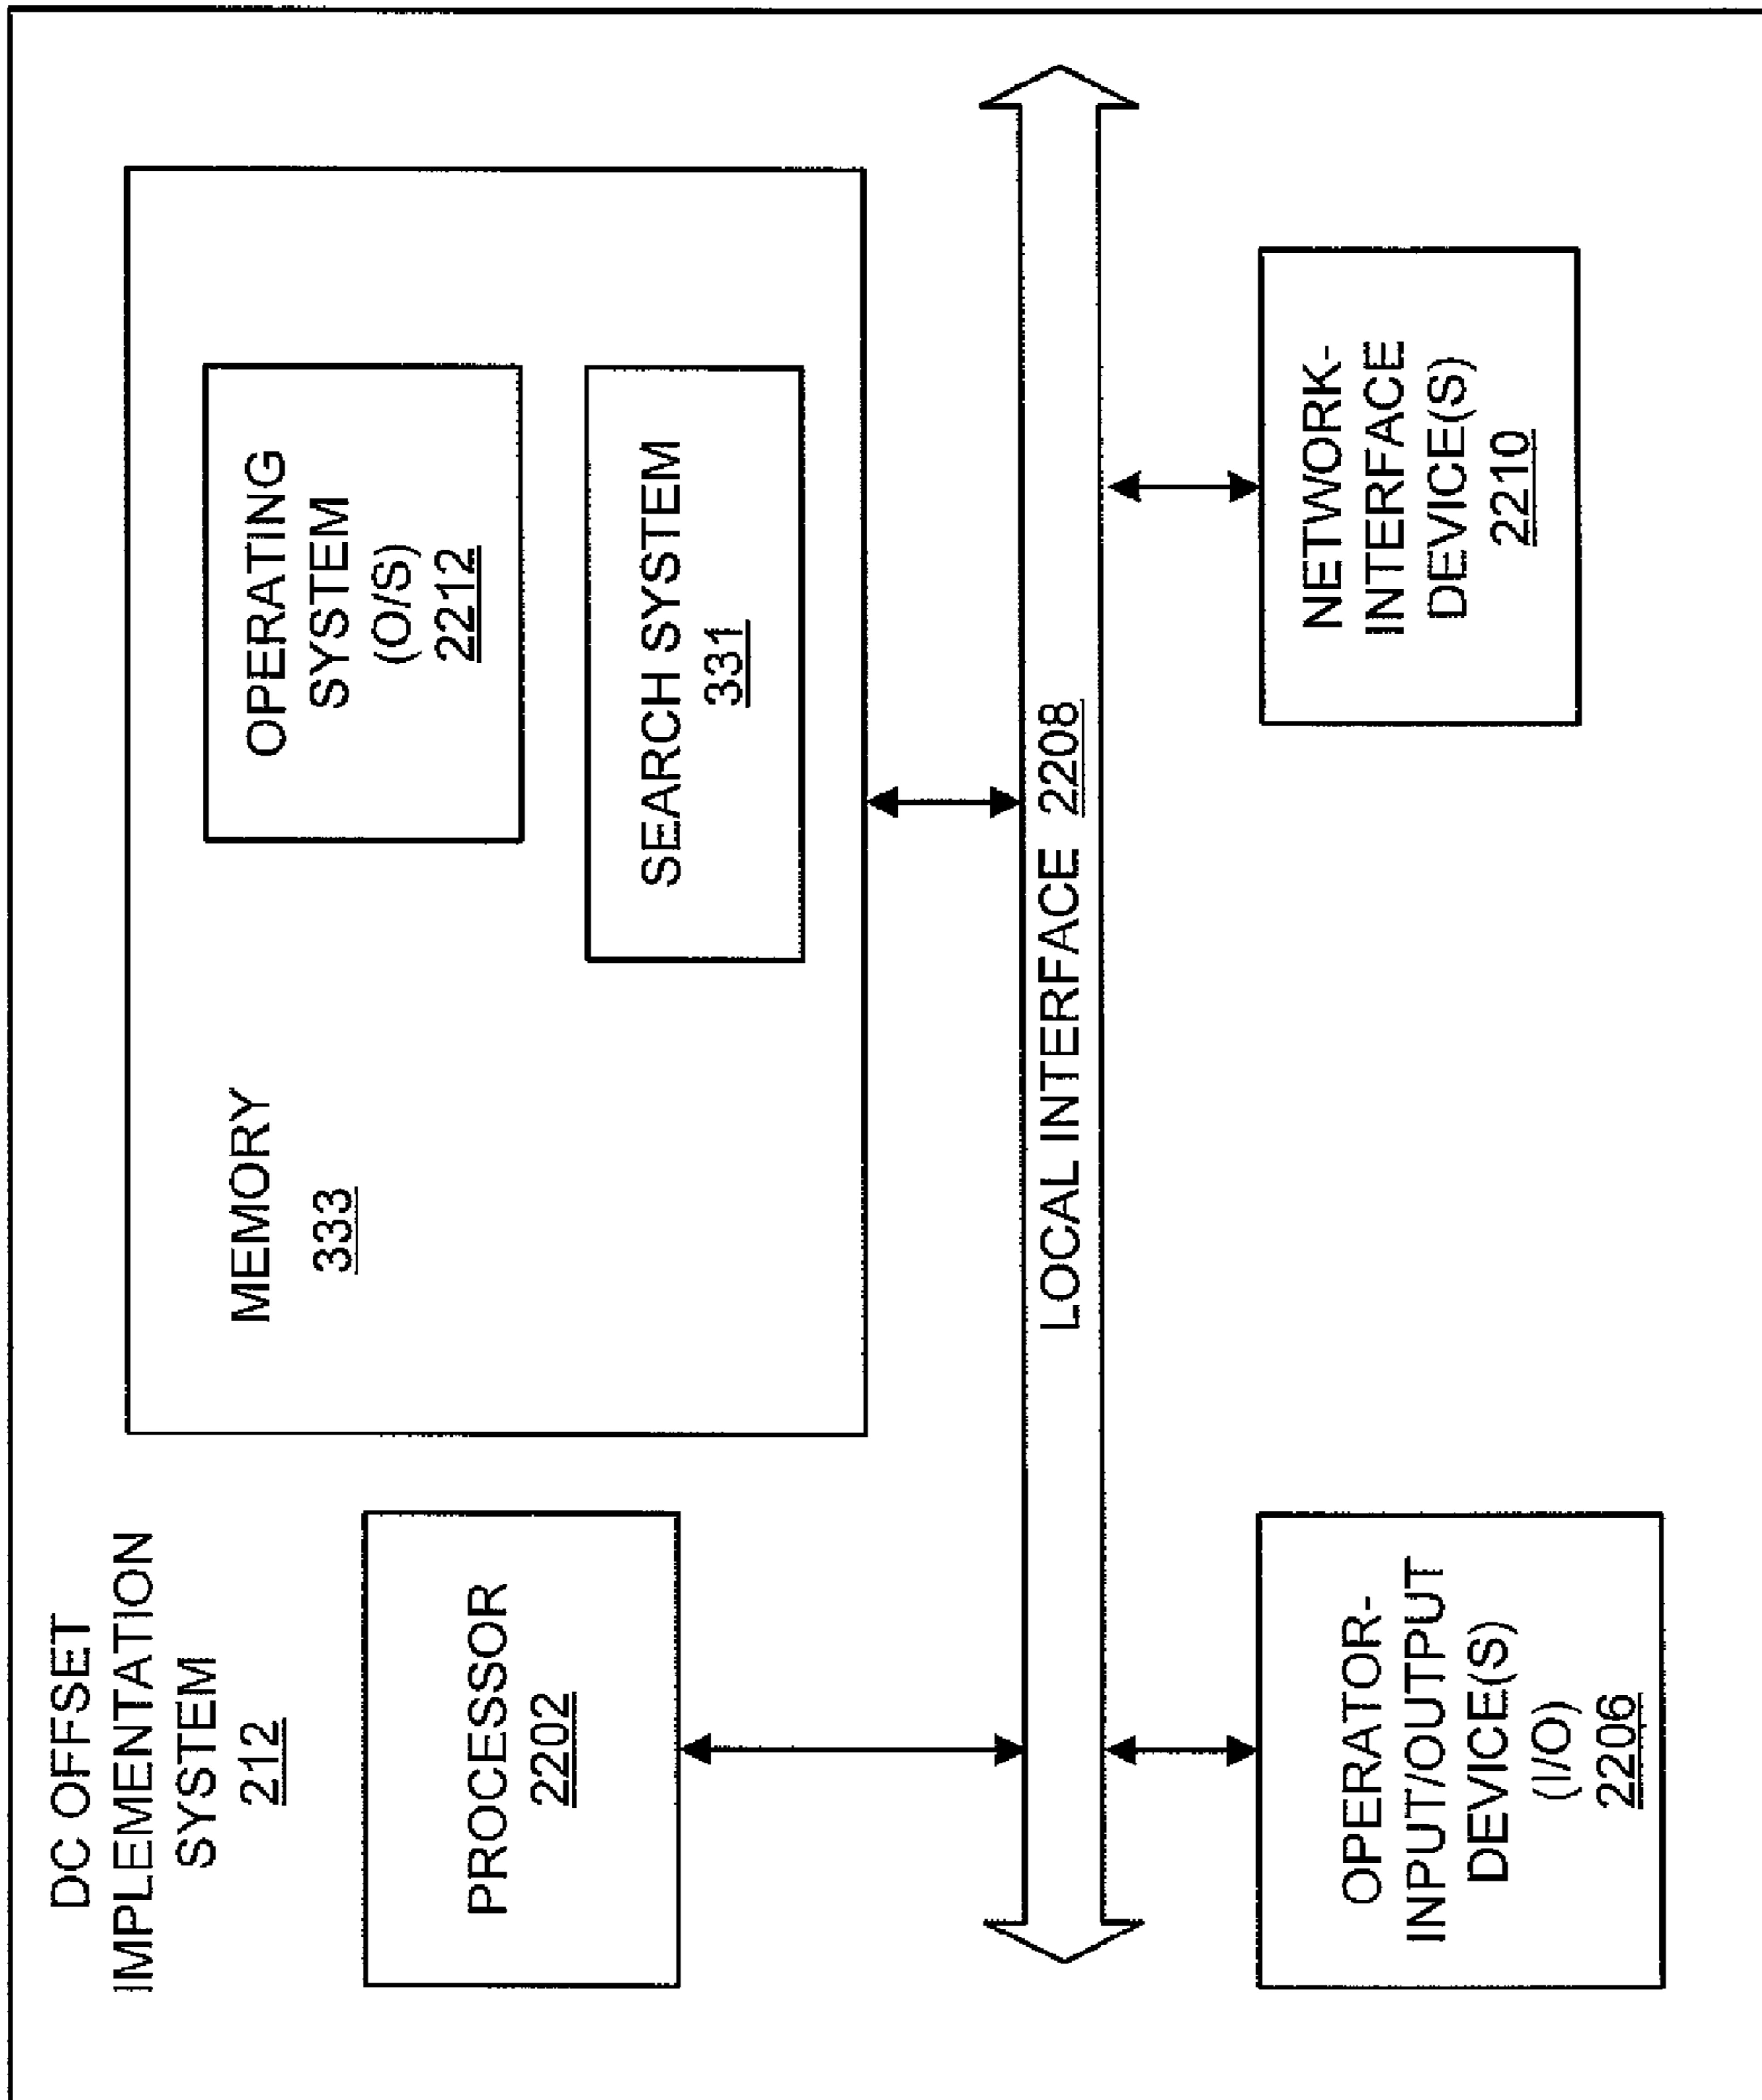 DC OFFSET
IMPLEMENTATION
SYSTEM
212
MEMORY
333
OPERATING
SYSTEM
(O/S)
2212
SEARCH SYSTEM
331
PROCESSOR
2202
LOCAL INTERFACE 2208
OPERATOR-
INPUT/OUTPUT
DEVICE(S)
(I/O)
2206
NETWORK-
INTERFACE
DEVICE(S)
2210